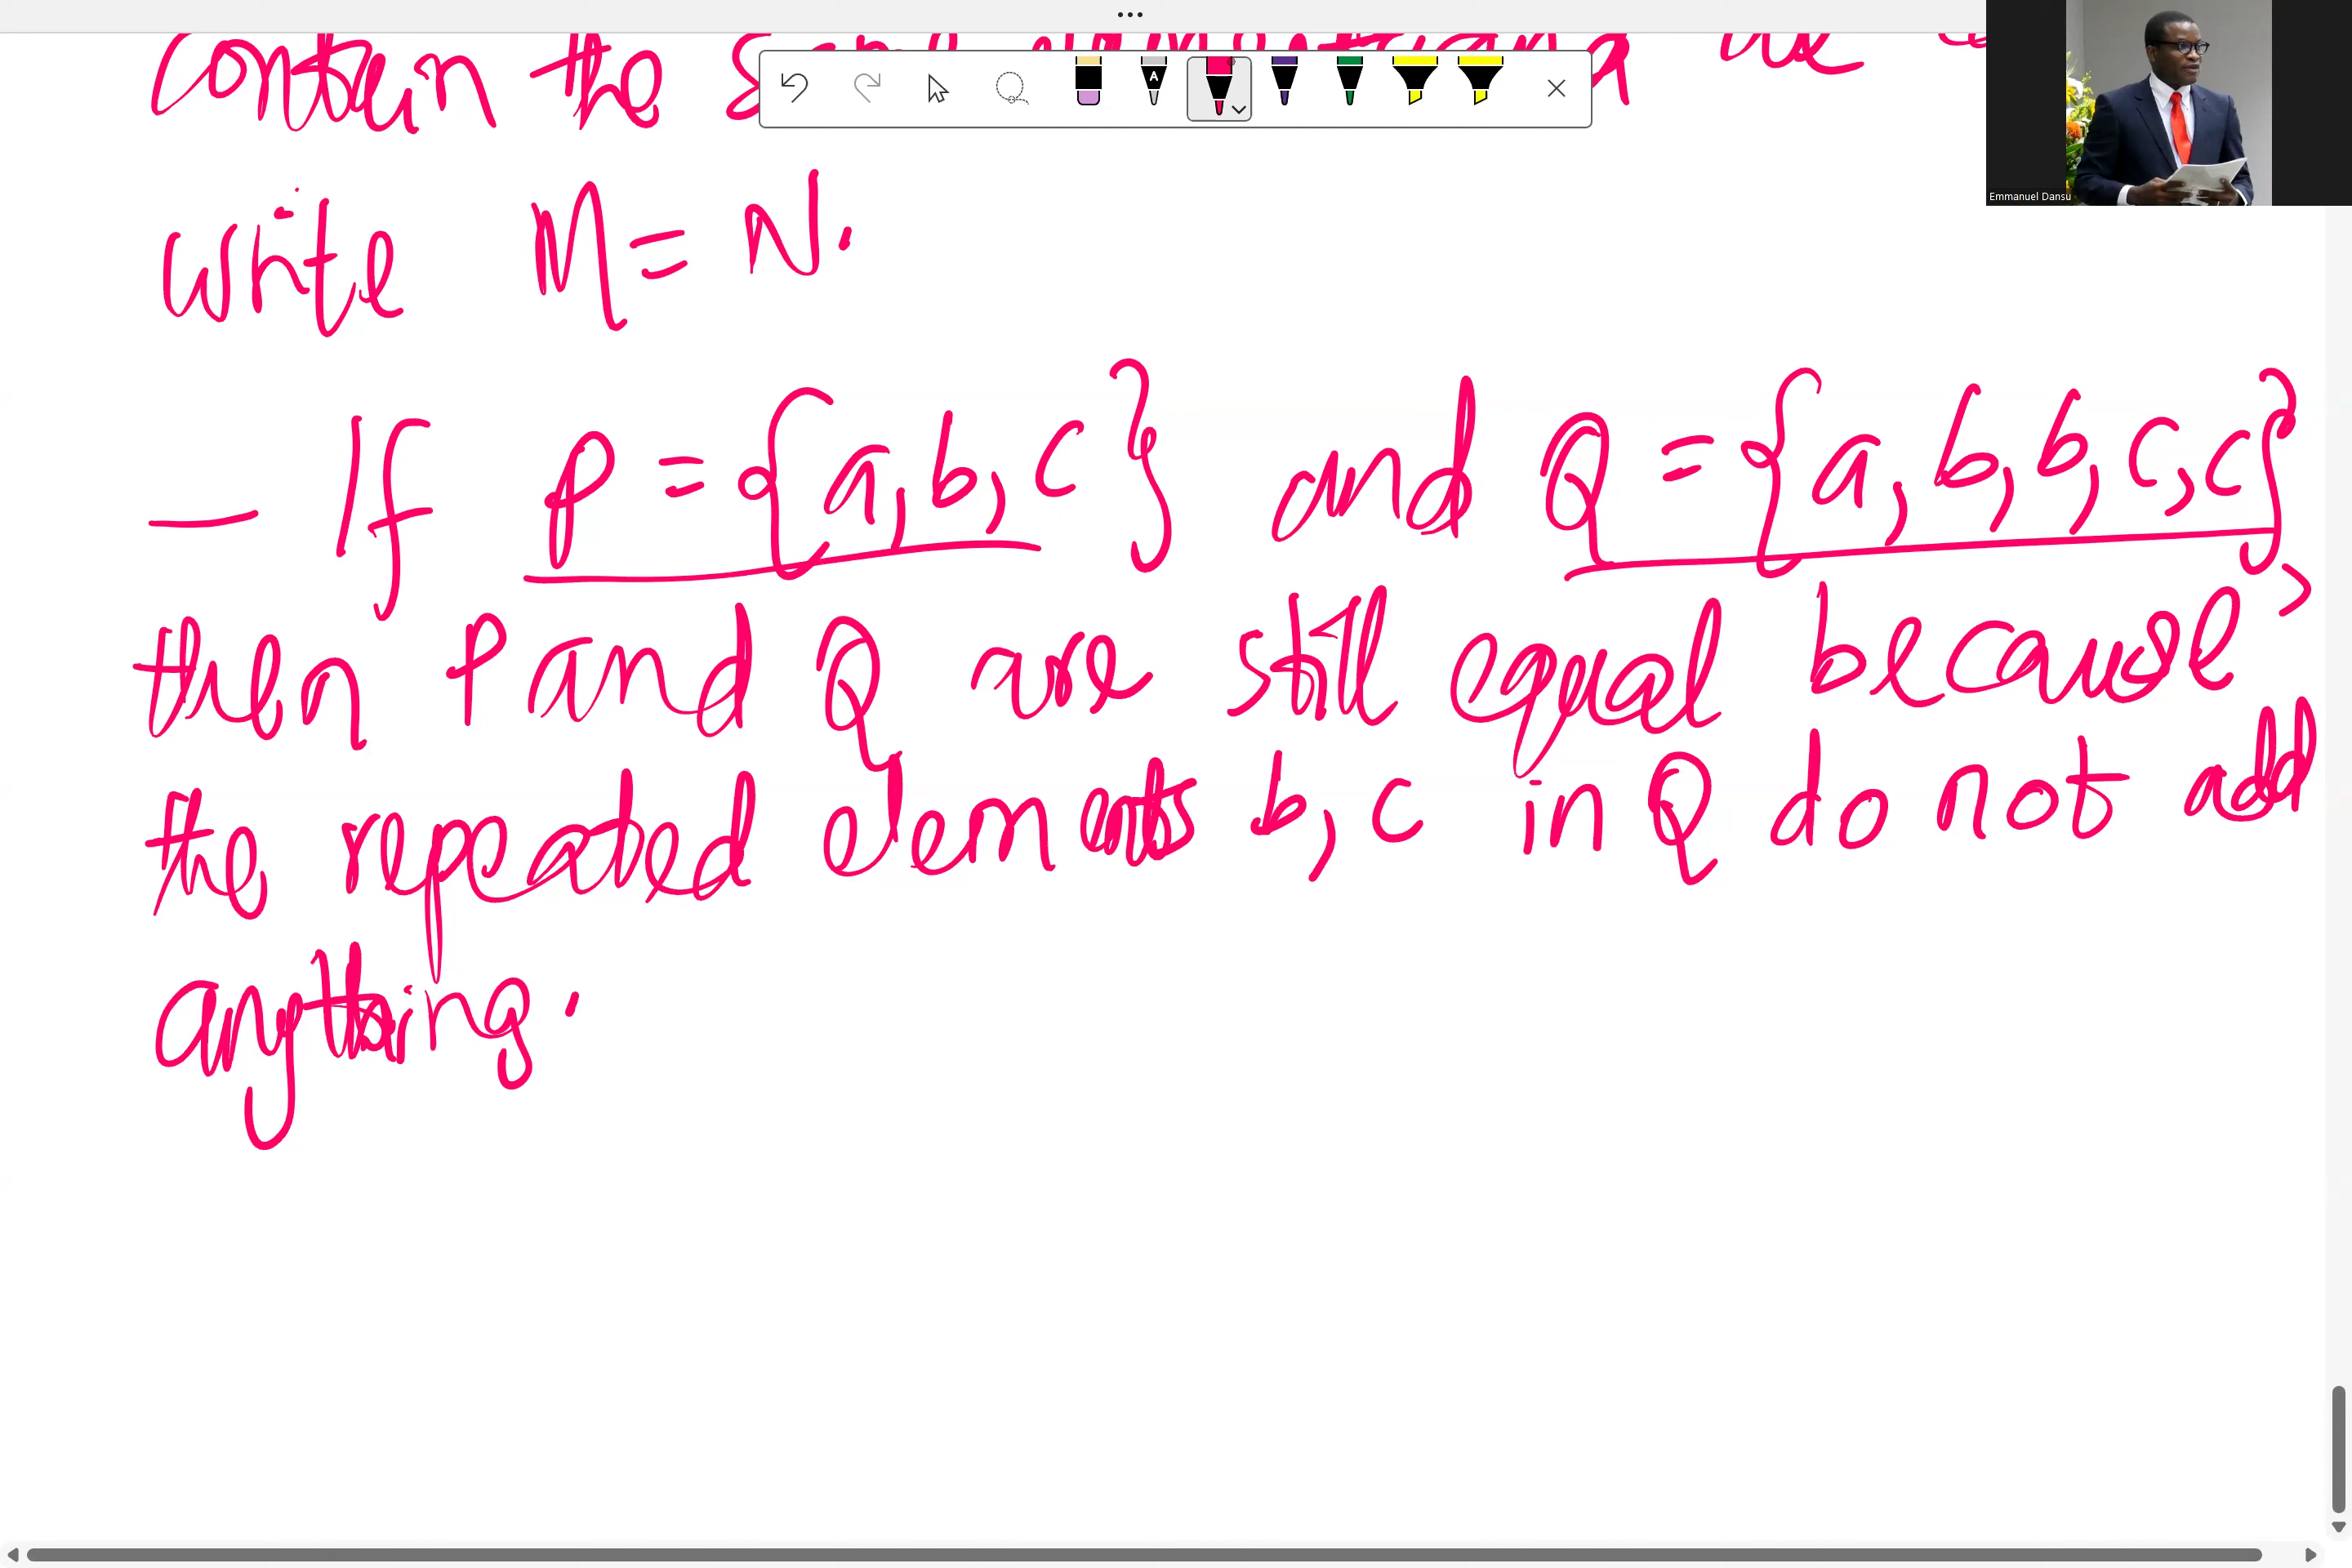 contain the
write M = N.
Emmanuel Dansu
— If P = {a, b, c} and Q = {a, b, b, c, c},
then P and Q are still equal because
the repeated elements b, c in Q do not add
anything.